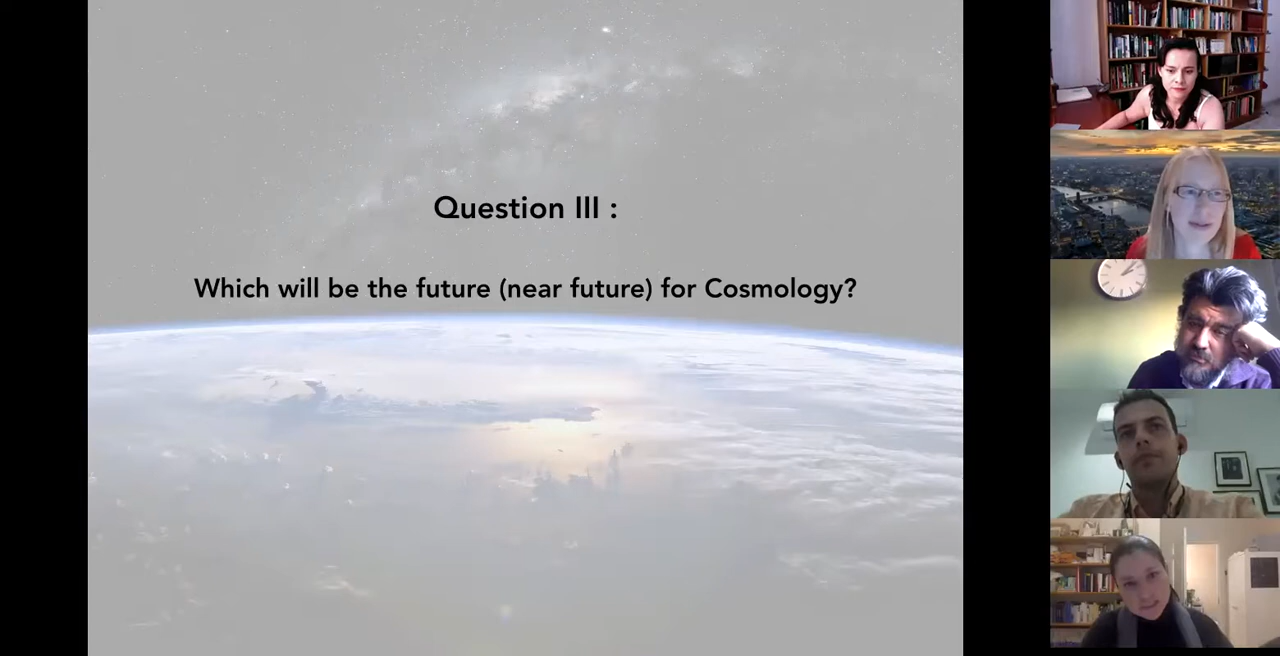 Question III :
Which will be the future (near future) for Cosmology?